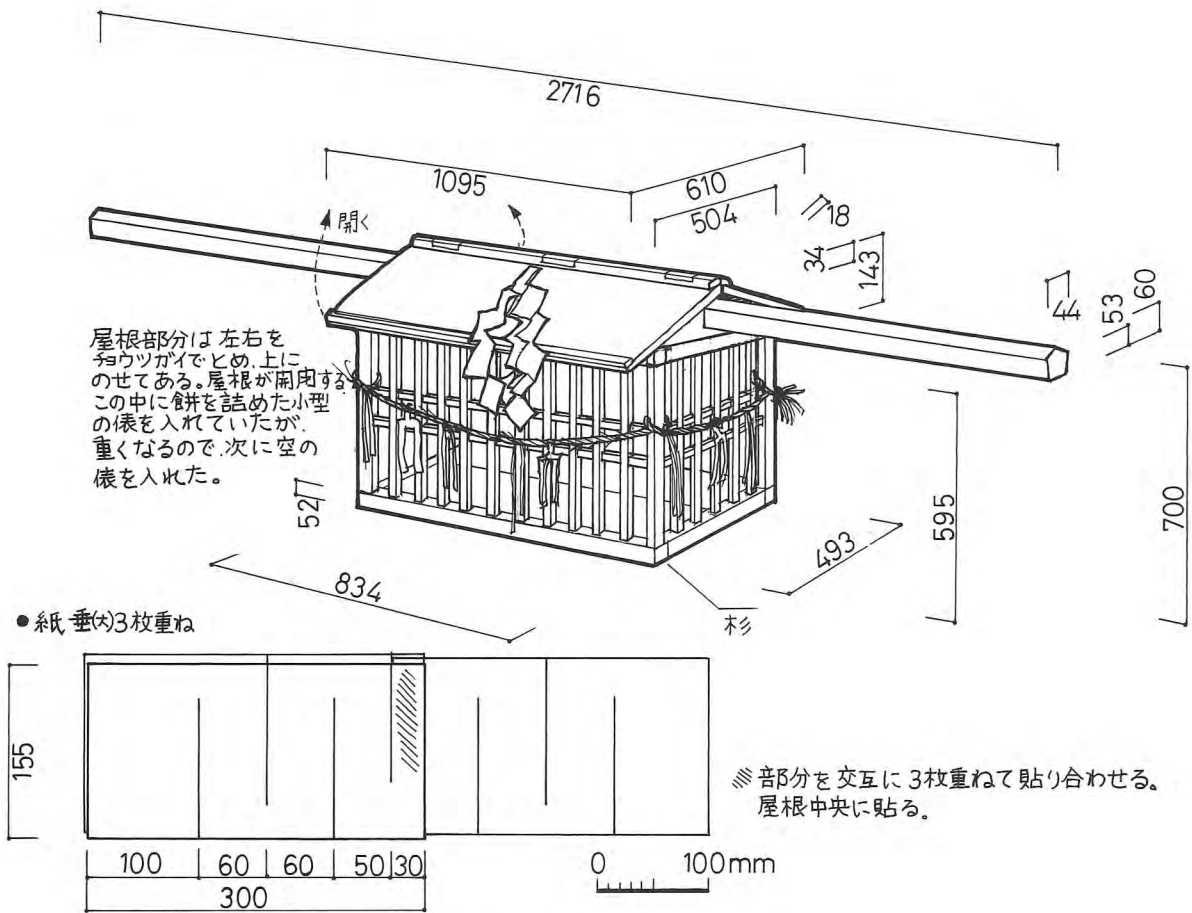 2716
1095
610
504
18
34
143
44
53
60
開く
屋根部分は左右を
チョウツガイでとめ、上に
のせてある。屋根が開閉する
この中に餅を詰めた小型
の俵を入れていたが、
重くなるので、次に空の
俵を入れた。
52
595
700
493
834
杉
●紙垂(大)3枚重ね
155
部分を交互に3枚重ねて貼り合わせる。
屋根中央に貼る。
100 60 60 50 30
300
0 100mm